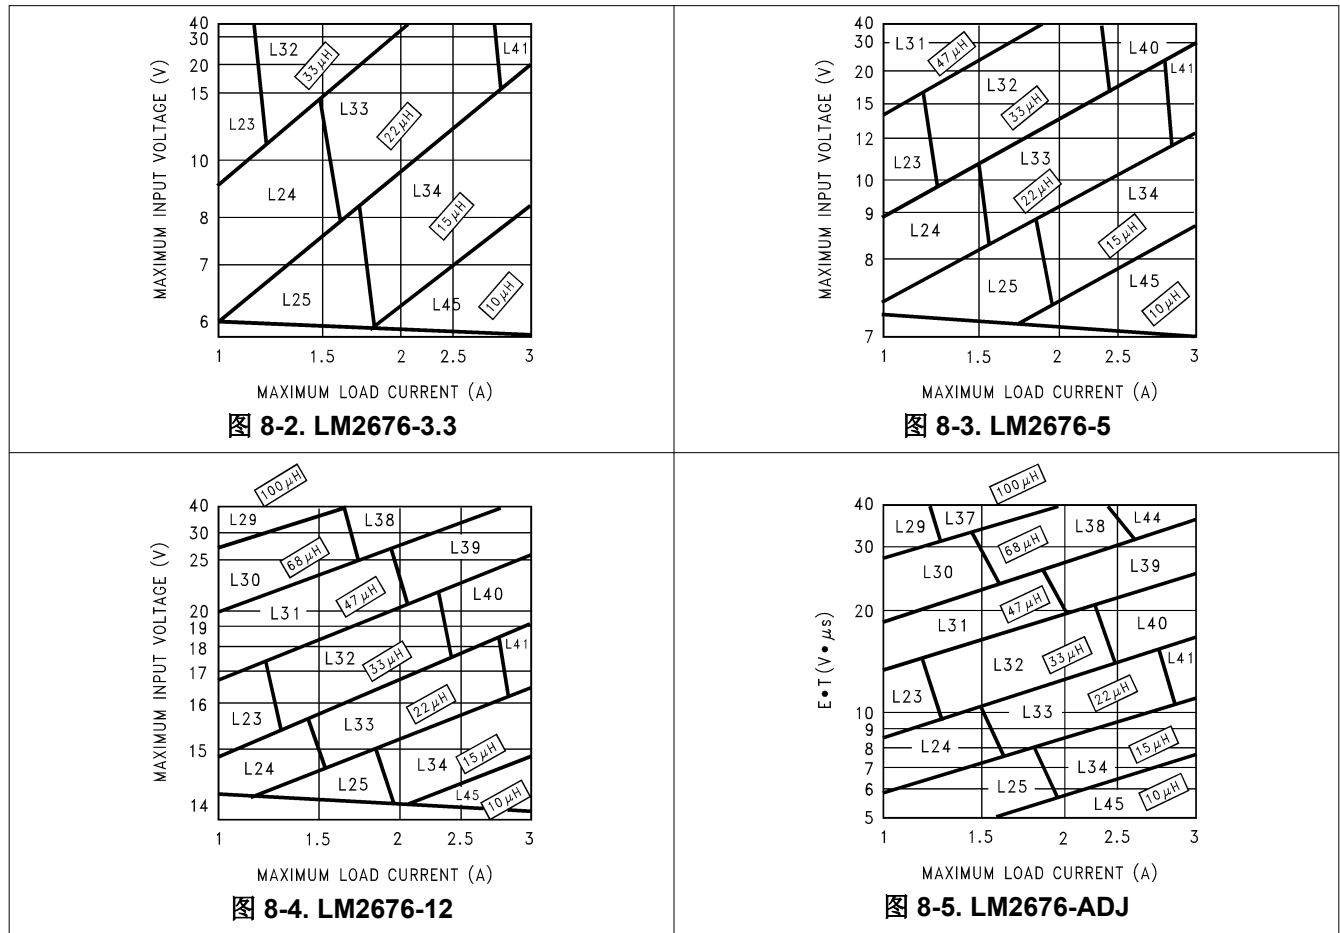 MAXIMUM INPUT VOLTAGE (V)
40
30
20
15
10
8
7
6
L32
33μH
L41
L33
22μH
L23
L24
L34
15μH
L25
L45
10μH
1
1.5
2
2.5
3
MAXIMUM LOAD CURRENT (A)
图 8-2. LM2676-3.3
MAXIMUM INPUT VOLTAGE (V)
40
30
20
15
12
10
9
8
7
L31
47μH
L40
L41
L32
33μH
L23
L33
22μH
L34
L24
15μH
L25
L45
10μH
1
1.5
2
2.5
3
MAXIMUM LOAD CURRENT (A)
图 8-3. LM2676-5
MAXIMUM INPUT VOLTAGE (V)
100μH
40
30
25
20
19
18
17
16
15
14
L29
L38
68μH
L39
L30
47μH
L40
L31
L32
33μH
L41
L23
22μH
L33
15μH
L24
L34
L25
L45
10μH
1
1.5
2
2.5
3
MAXIMUM LOAD CURRENT (A)
图 8-4. LM2676-12
E•T (V•μs)
100μH
40
30
20
10
9
8
7
6
5
L29
L37
L38
L44
68μH
L30
L39
47μH
L31
L40
L32
33μH
L41
L23
22μH
L33
L24
15μH
L34
L25
L45
10μH
1
1.5
2
2.5
3
MAXIMUM LOAD CURRENT (A)
图 8-5. LM2676-ADJ